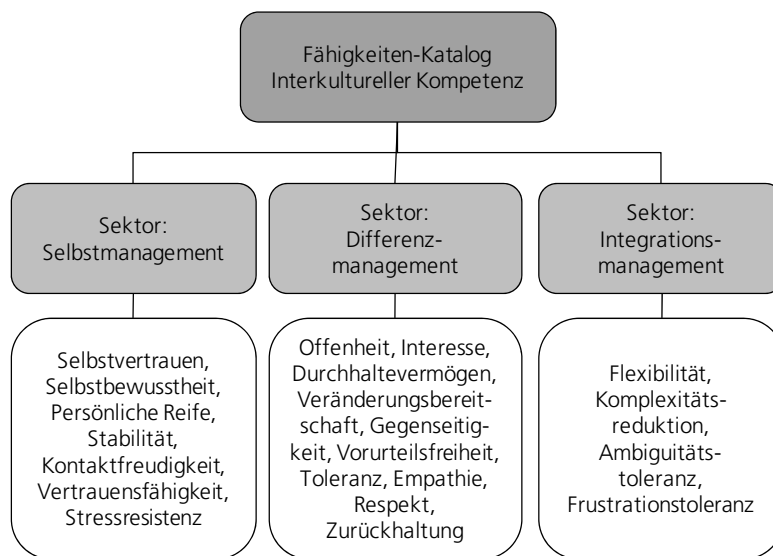 Fähigkeiten-Katalog
Interkultureller Kompetenz
Sektor:
Selbstmanagement
Sektor:
Differenz-
management
Sektor:
Integrations-
management
Selbstvertrauen,
Selbstbewusstheit,
Persönliche Reife,
Stabilität,
Kontaktfreudigkeit,
Vertrauensfähigkeit,
Stressresistenz
Offenheit, Interesse,
Durchhaltevermögen,
Veränderungsbereit-
schaft, Gegenseitig-
keit, Vorurteilsfreiheit,
Toleranz, Empathie,
Respekt,
Zurückhaltung
Flexibilität,
Komplexitäts-
reduktion,
Ambiguitäts-
toleranz,
Frustrationstoleranz